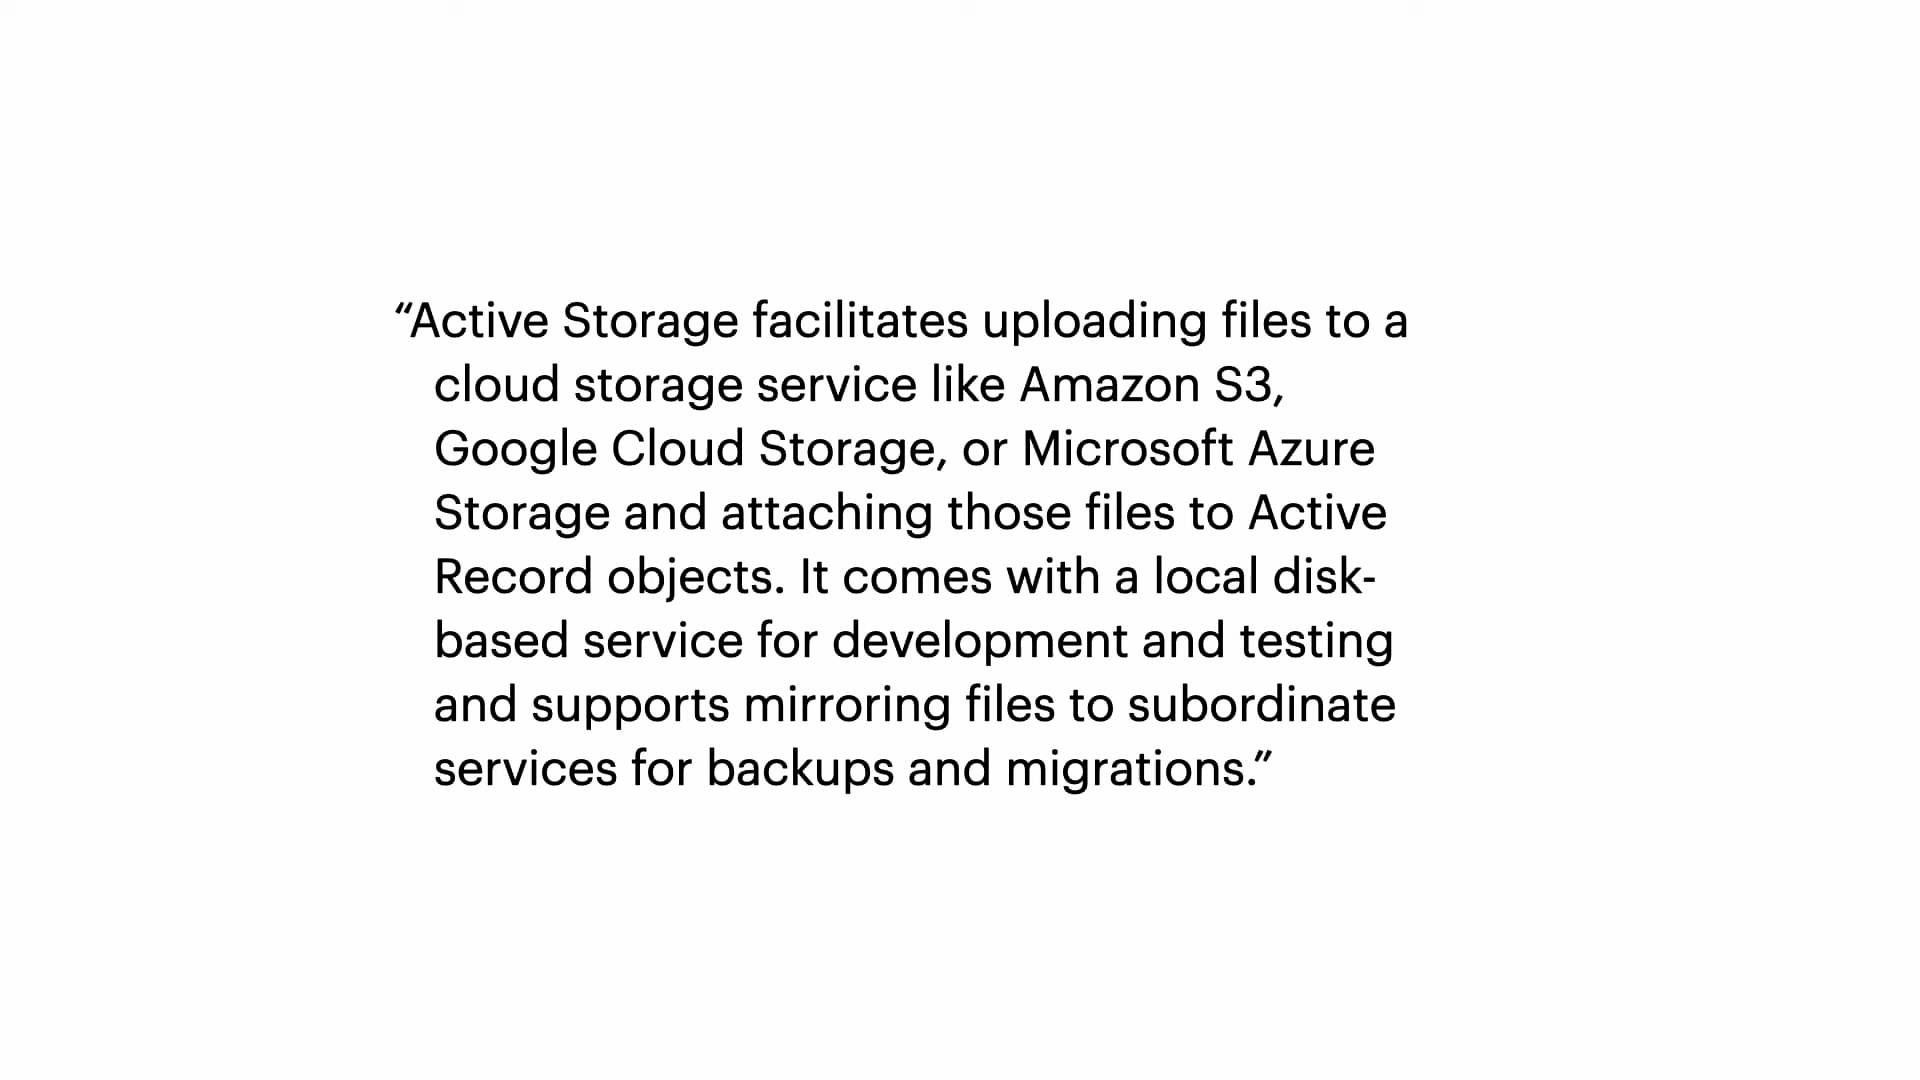 “Active Storage facilitates uploading files to a
cloud storage service like Amazon S3,
Google Cloud Storage, or Microsoft Azure
Storage and attaching those files to Active
Record objects. It comes with a local disk-
based service for development and testing
and supports mirroring files to subordinate
services for backups and migrations.”